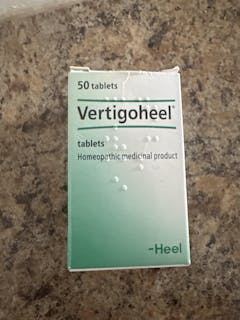 50 tablets
Vertigoheel®
tablets
Homeopathic medicinal product
-Heel